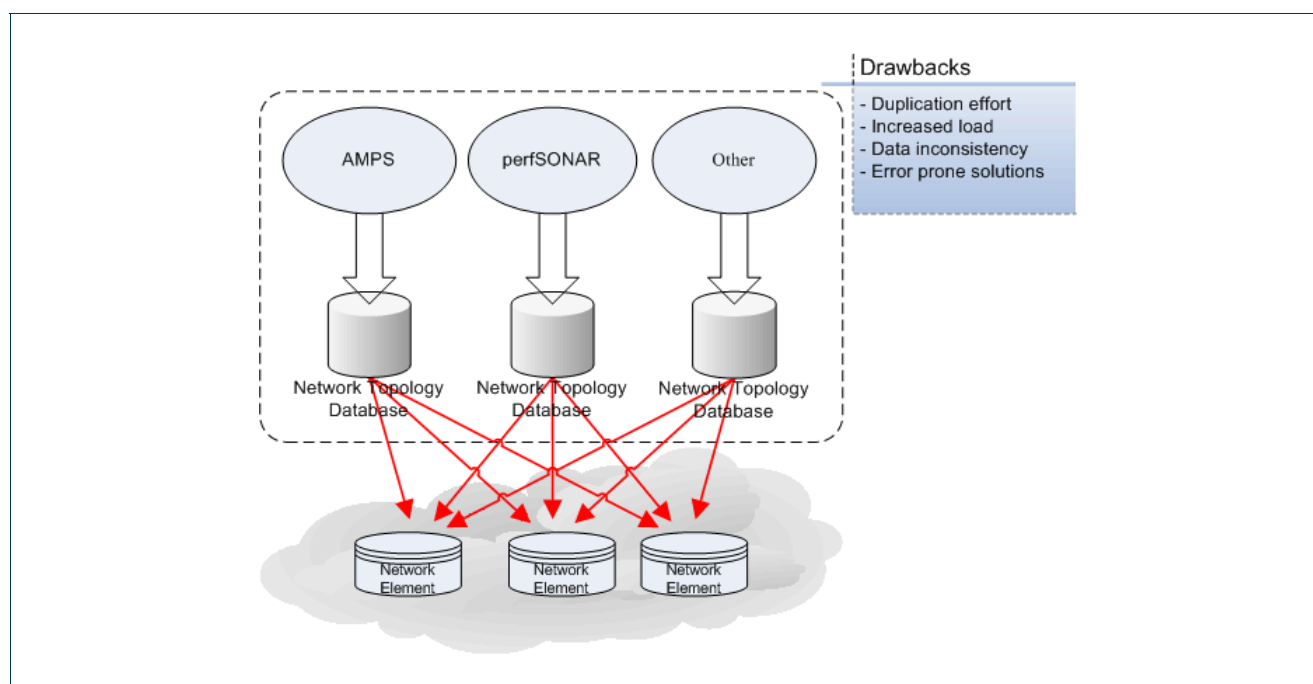 Drawbacks
- Duplication effort
- Increased load
- Data inconsistency
- Error prone solutions
AMPS
perfSONAR
Other
Network Topology
Database
Network Topology
Database
Network Topology
Database
Network
Element
Network
Element
Network
Element